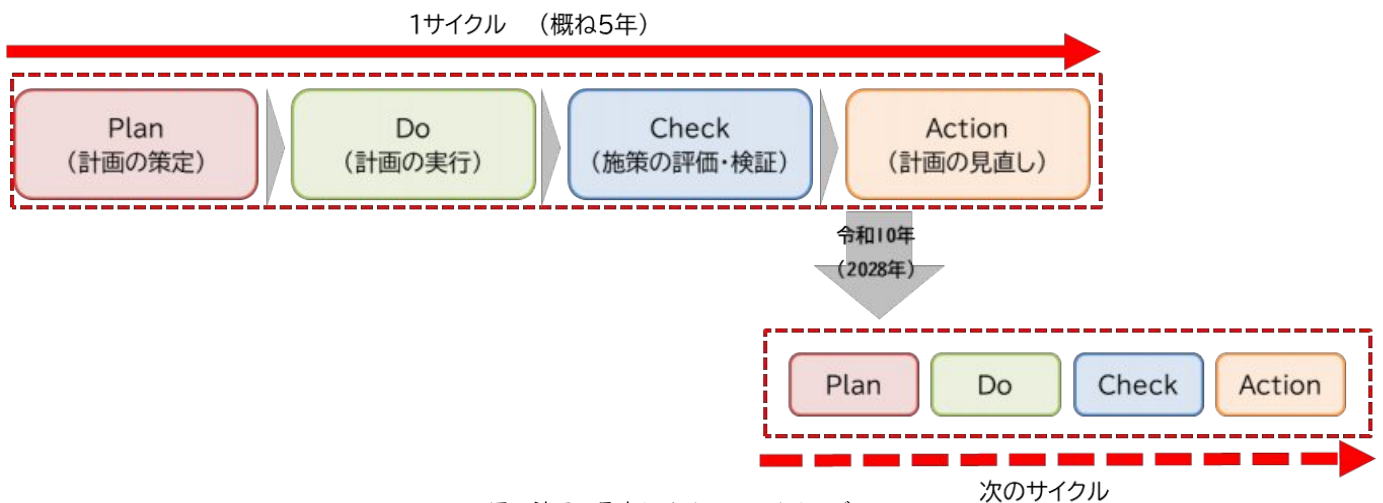 1サイクル （概ね5年）
Plan
（計画の策定）
Do
（計画の実行）
Check
（施策の評価・検証）
Action
（計画の見直し）
令和10年
（2028年）
Plan
Do
Check
Action
次のサイクル